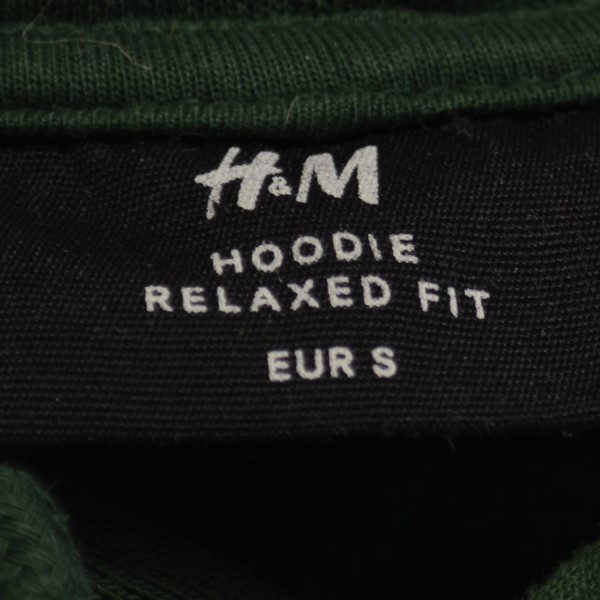 H&M
HOODIE
RELAXED FIT
EUR S